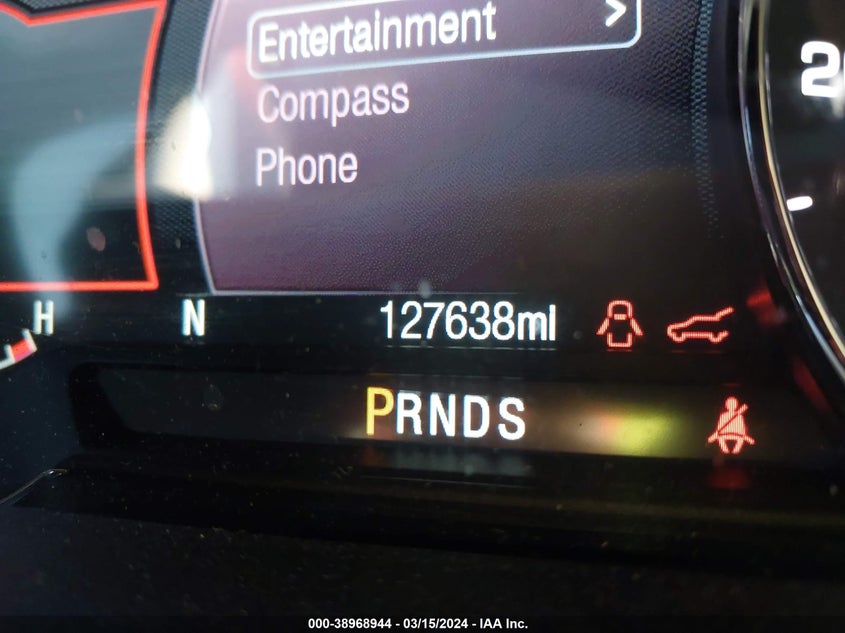 Entertainment >
Compass
Phone
H N 127638mi
PRNDS
000-38968944 - 03/15/2024 - IAA Inc.